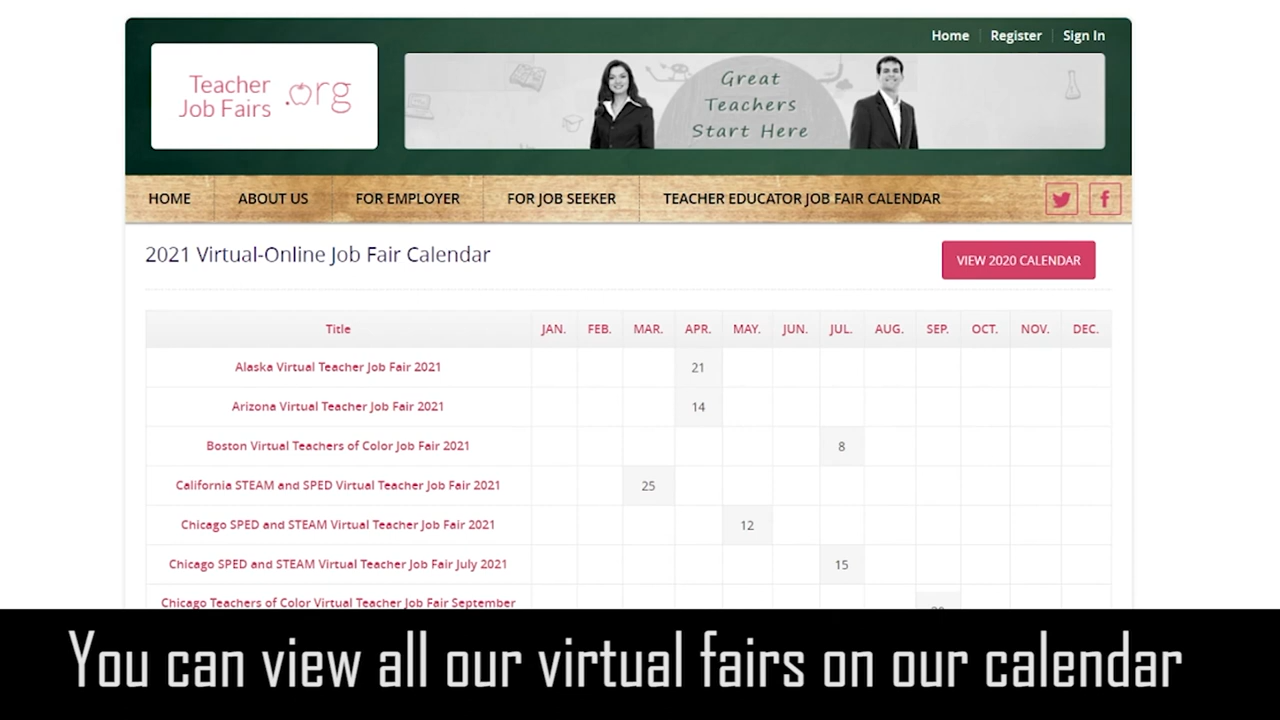 Home Register Sign In
Teacher
Job Fairs .org
Great
Teachers
Start Here
HOME ABOUT US FOR EMPLOYER FOR JOB SEEKER TEACHER EDUCATOR JOB FAIR CALENDAR
2021 Virtual-Online Job Fair Calendar
VIEW 2020 CALENDAR
Title JAN. FEB. MAR. APR. MAY. JUN. JUL. AUG. SEP. OCT. NOV. DEC.
Alaska Virtual Teacher Job Fair 2021 21
Arizona Virtual Teacher Job Fair 2021 14
Boston Virtual Teachers of Color Job Fair 2021 8
California STEAM and SPED Virtual Teacher Job Fair 2021 25
Chicago SPED and STEAM Virtual Teacher Job Fair 2021 12
Chicago SPED and STEAM Virtual Teacher Job Fair July 2021 15
Chicago Teachers of Color Virtual Teacher Job Fair September
You can view all our virtual fairs on our calendar